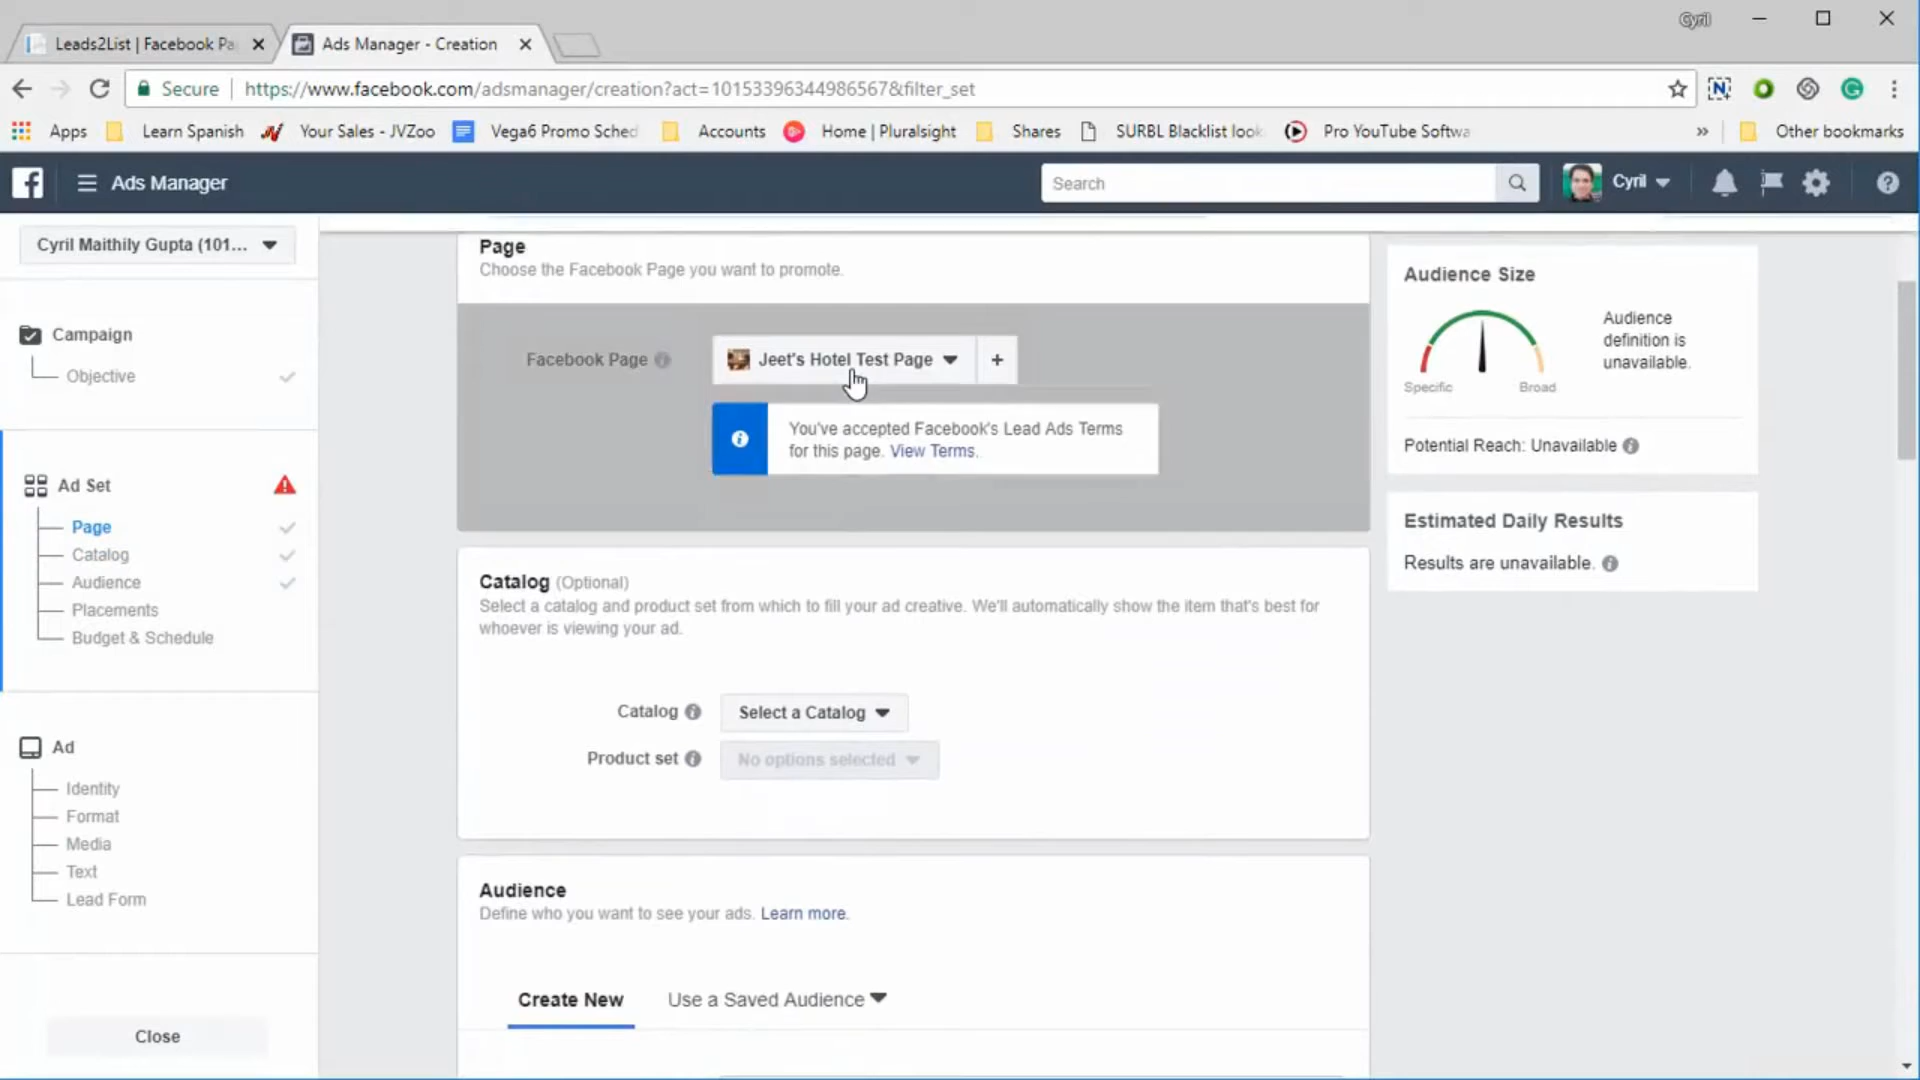 Cyril
Leads2List | Facebook Pa
Ads Manager - Creation
Secure
https://www.facebook.com/adsmanager/creation?act=10153396344986567&filter_set
Apps
Learn Spanish
Your Sales - JVZoo
Vega6 Promo Sched
Accounts
Home | Pluralsight
Shares
SURBL Blacklist look
Pro YouTube Softwa
»
Other bookmarks
Ads Manager
Search
Cyril
Cyril Maithily Gupta (101...
Campaign
Objective
Ad Set
Page
Catalog
Audience
Placements
Budget & Schedule
Ad
Identity
Format
Media
Text
Lead Form
Close
Page
Choose the Facebook Page you want to promote.
Facebook Page
Jeet's Hotel Test Page
+
You've accepted Facebook's Lead Ads Terms
for this page. View Terms.
Catalog (Optional)
Select a catalog and product set from which to fill your ad creative. We'll automatically show the item that's best for
whoever is viewing your ad.
Catalog
Select a Catalog
Product set
No options selected
Audience
Define who you want to see your ads. Learn more.
Create New
Use a Saved Audience
Audience Size
Audience
definition is
unavailable.
Specific
Broad
Potential Reach: Unavailable
Estimated Daily Results
Results are unavailable.